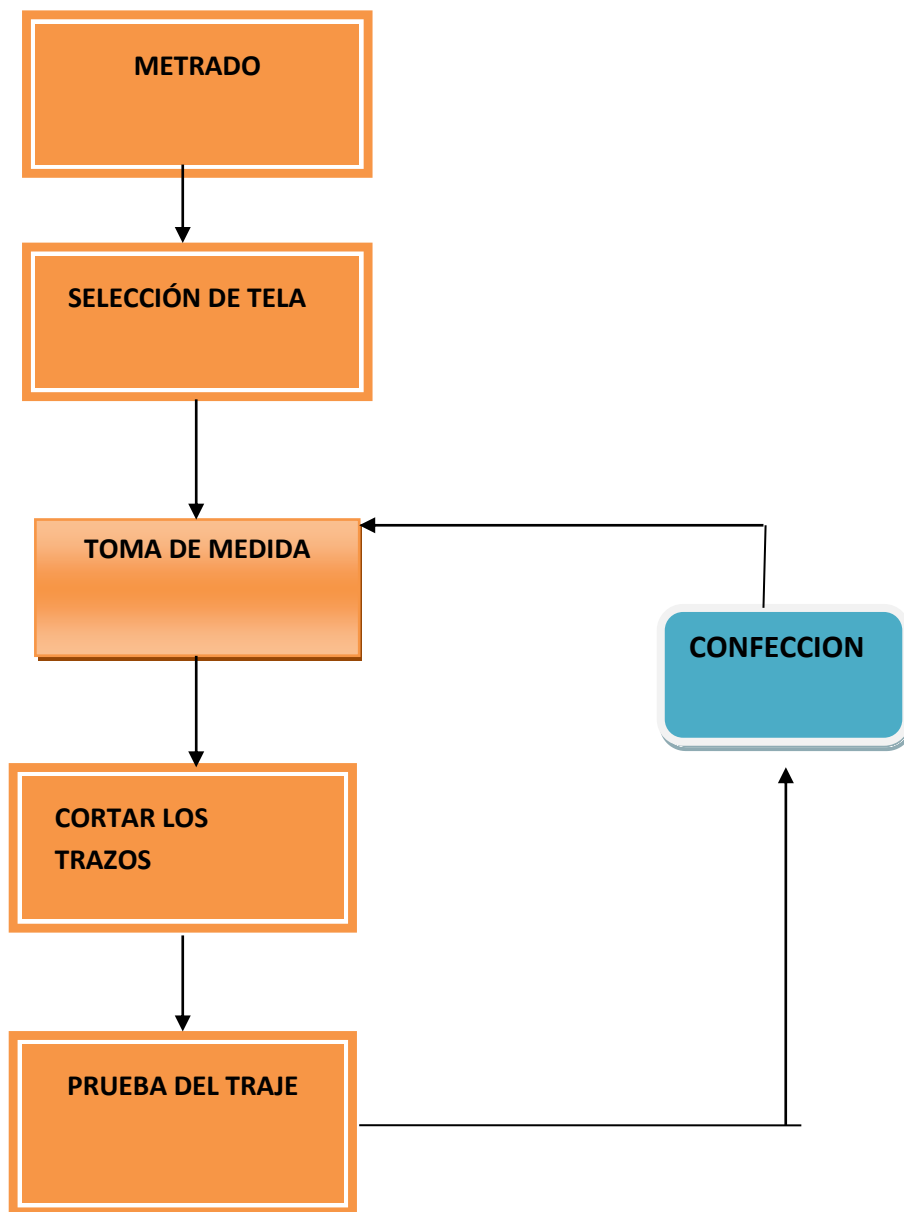 METRADO
SELECCIÓN DE TELA
TOMA DE MEDIDA
CONFECCION
CORTAR LOS
TRAZOS
PRUEBA DEL TRAJE